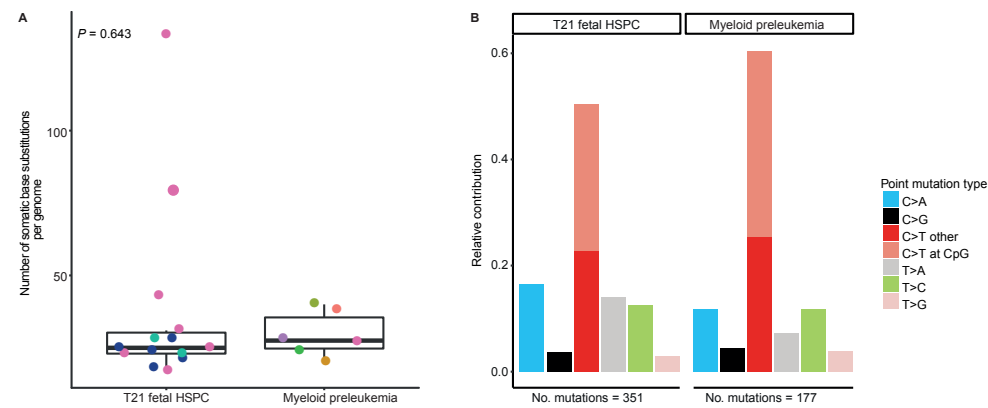 A
P = 0.643
Number of somatic base substitutions
per genome
100
50
T21 fetal HSPC
Myeloid preleukemia
B
T21 fetal HSPC
Myeloid preleukemia
Relative contribution
0.6
0.4
0.2
0.0
No. mutations = 351
No. mutations = 177
Point mutation type
C>A
C>G
C>T other
C>T at CpG
T>A
T>C
T>G